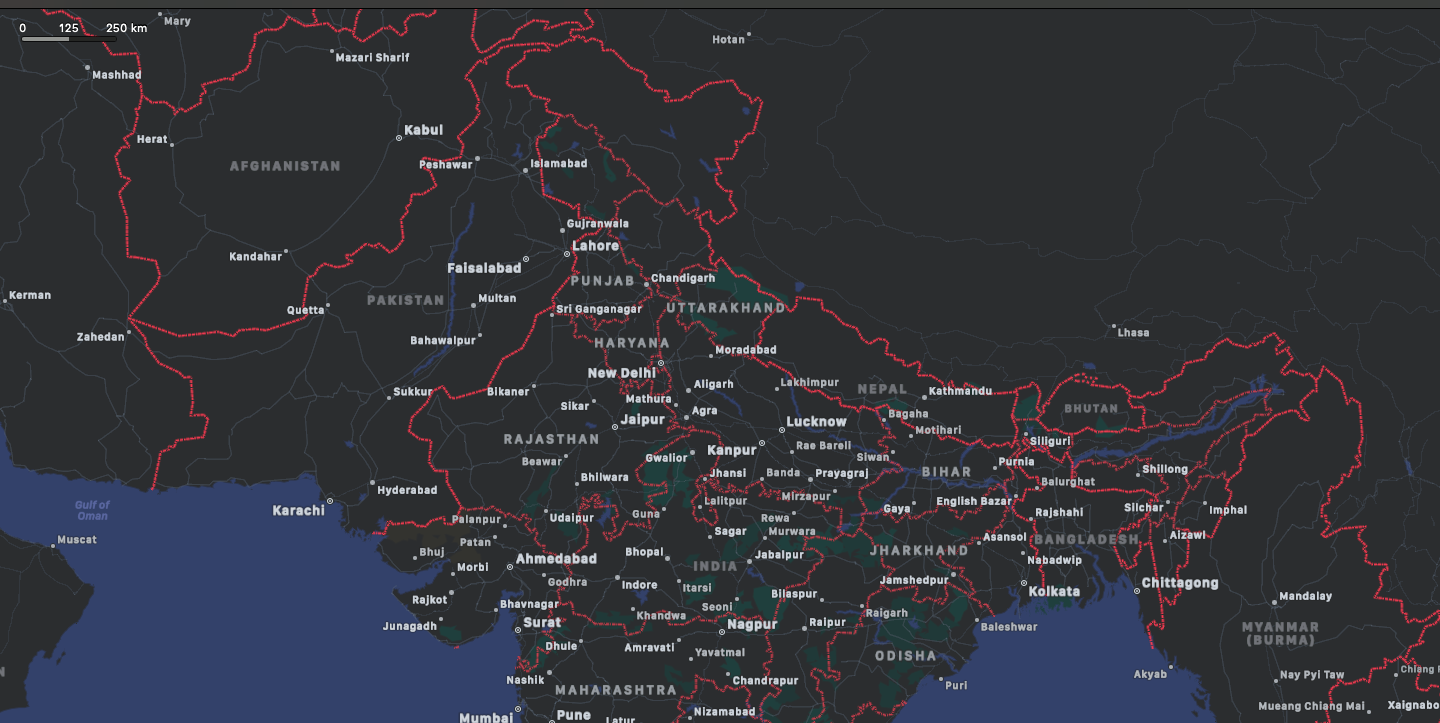 0 125 250 km
Mary
Hotan
Mazari Sharif
Mashhad
Kabul
Herat
AFGHANISTAN
Peshawar
Islamabad
Gujranwala
Lahore
Kandahar
Faisalabad
PUNJAB
Chandigarh
Kerman
PAKISTAN
Multan
Quetta
Sri Ganganagar
UTTARAKHAND
Zahedan
Bahawalpur
HARYANA
Moradabad
Lhasa
New Delhi
Sukkur
Bikaner
Aligarh
Lakhimpur
NEPAL
Kathmandu
Mathura
Sikar
Agra
Bagaha
BHUTAN
Jaipur
Lucknow
Motihari
RAJASTHAN
Kanpur
Rae Bareli
Siliguri
Beawar
Gwalior
Siwan
Purnia
Bhilwara
Jhansi
Banda
Prayagraj
BIHAR
Shillong
Balurghat
Hyderabad
Lalitpur
Mirzapur
English Bazar
Karachi
Gulf of
Oman
Palanpur
Udaipur
Guna
Rewa
Gaya
Rajshahi
Silchar
Imphal
Muscat
Patan
Sagar
Murwara
Asansol
BANGLADESH
Aizawl
Bhuj
Ahmedabad
Bhopal
Jabalpur
JHARKHAND
Nabadwip
Morbi
INDIA
Godhra
Indore
Itarsi
Jamshedpur
Kolkata
Chittagong
Rajkot
Bhavnagar
Seoni
Bilaspur
Mandalay
Junagadh
Surat
Khandwa
Nagpur
Raipur
Raigarh
Baleshwar
MYANMAR
(BURMA)
Dhule
Amravati
Yavatmal
ODISHA
Nashik
Chandrapur
Puri
Akyab
Nay Pyi Taw
Chiang
MAHARASHTRA
Mumbai
Pune
Latur
Nizamabad
Mueang Chiang Mai
Xaignabo
N